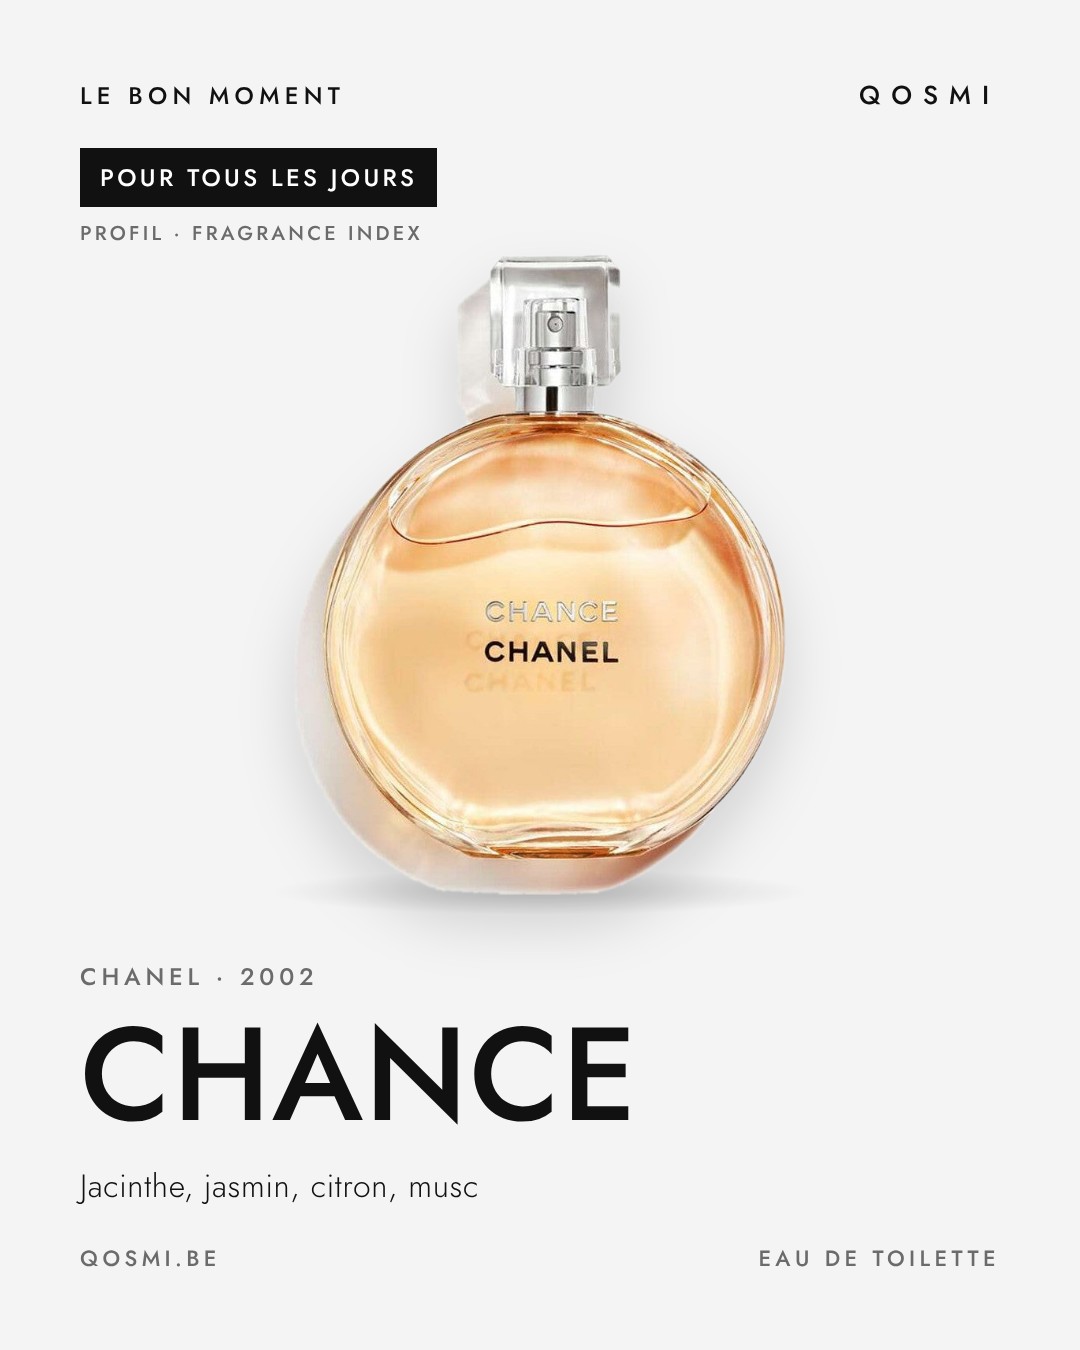 LE BON MOMENT
QOSMI
POUR TOUS LES JOURS
PROFIL · FRAGRANCE INDEX
CHANCE
CHANEL
CHANEL · 2002
CHANCE
Jacinthe, jasmin, citron, musc
QOSMI.BE
EAU DE TOILETTE